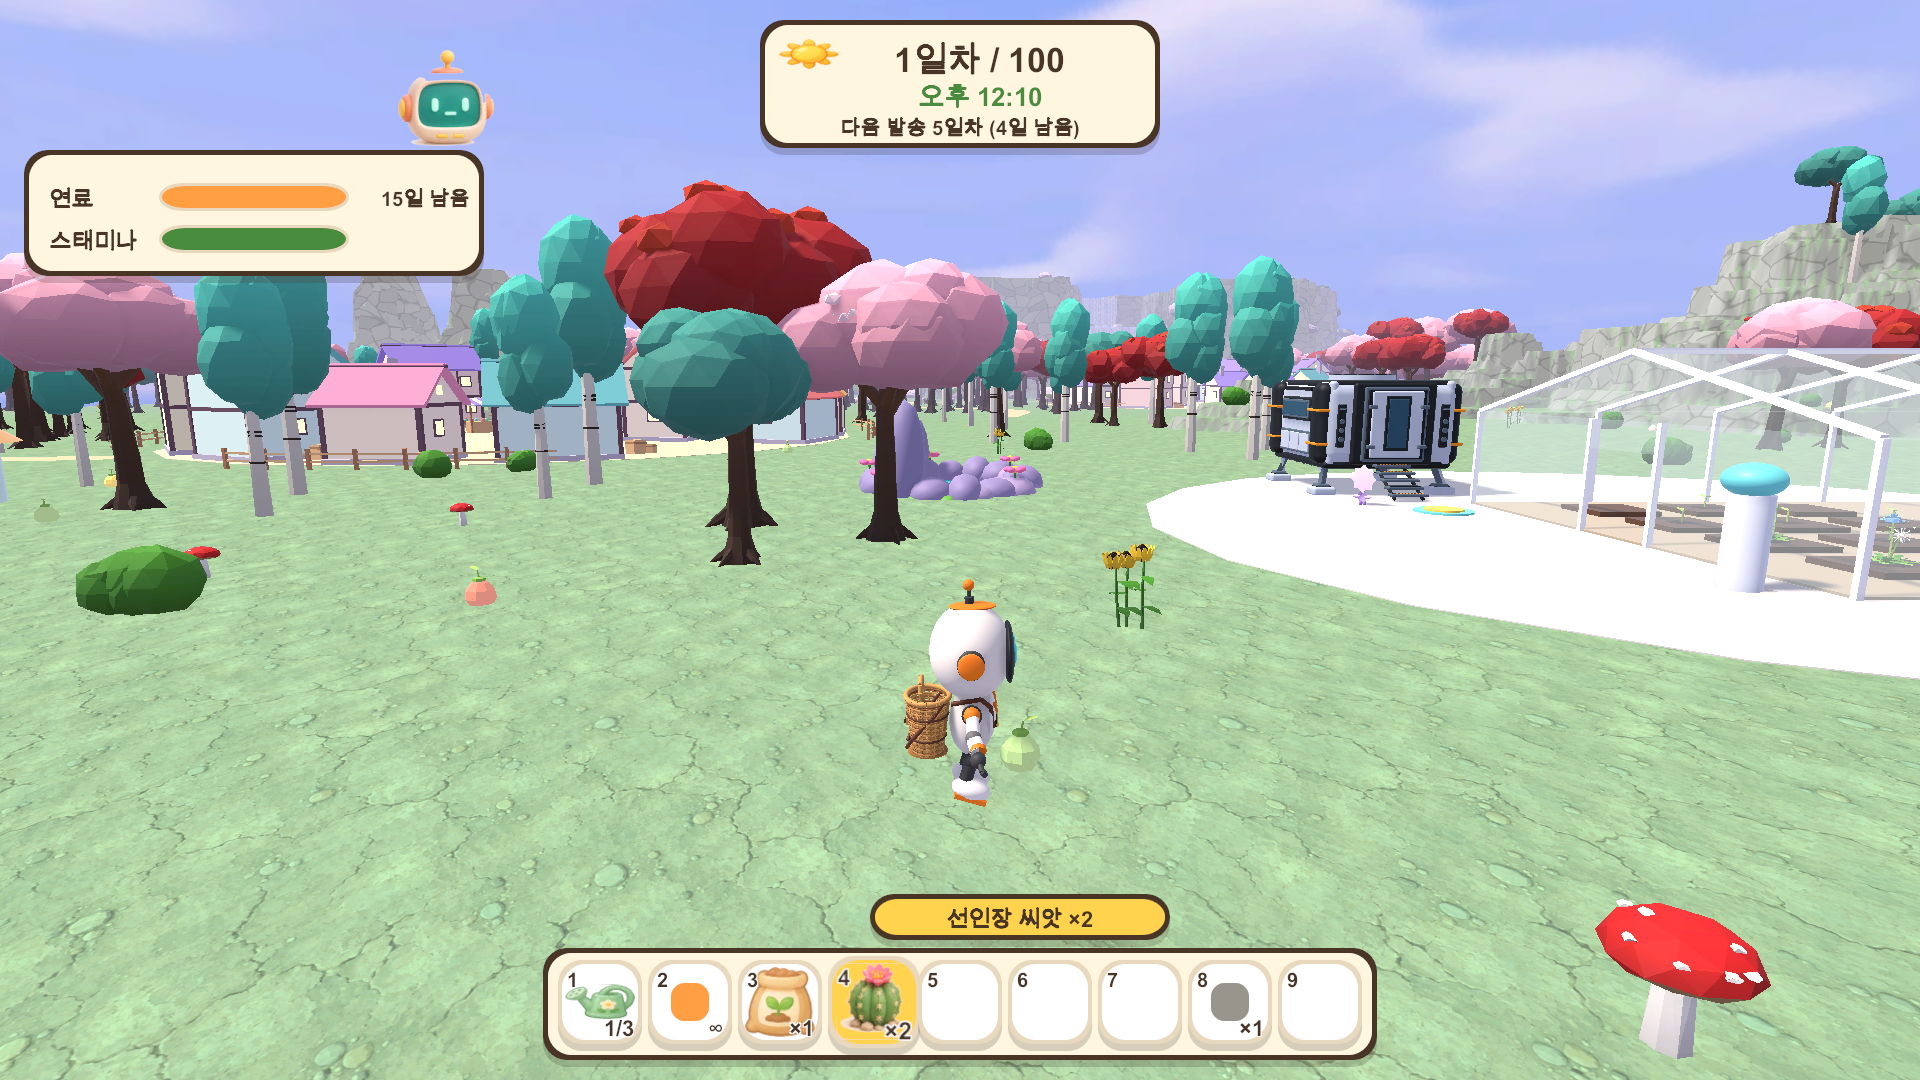 1일차 / 100
오후 12:10
다음 발송 5일차 (4일 남음)
연료 15일 남음
스태미나
선인장 씨앗 ×2
1 2 3 4 5 6 7 8 9
1/3 ∞ ×1 ×2 ×1